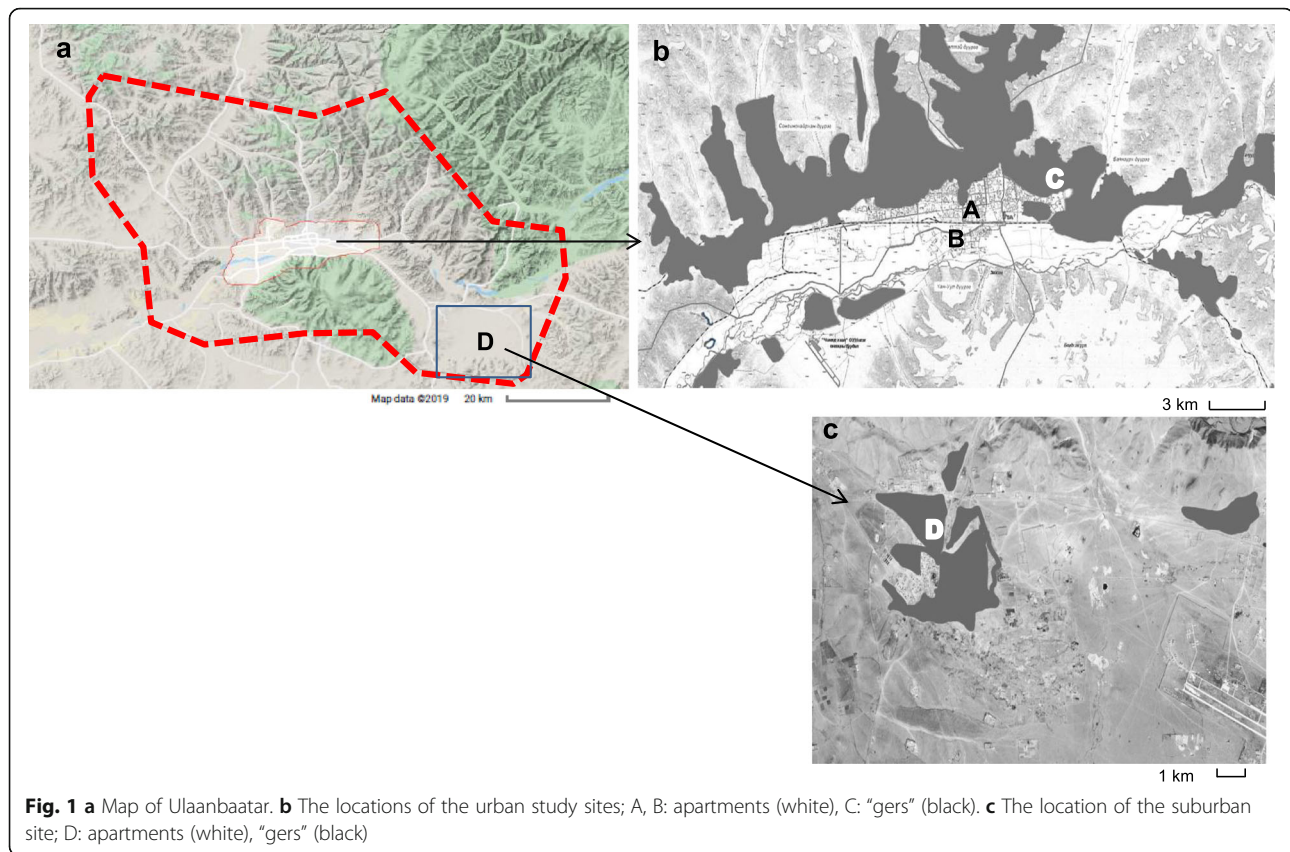 a
D
Map data ©2019 20 km
b
C
A
B
3 km
c
D
1 km
Fig. 1 a Map of Ulaanbaatar. b The locations of the urban study sites; A, B: apartments (white), C: “gers” (black). c The location of the suburban
site; D: apartments (white), “gers” (black)